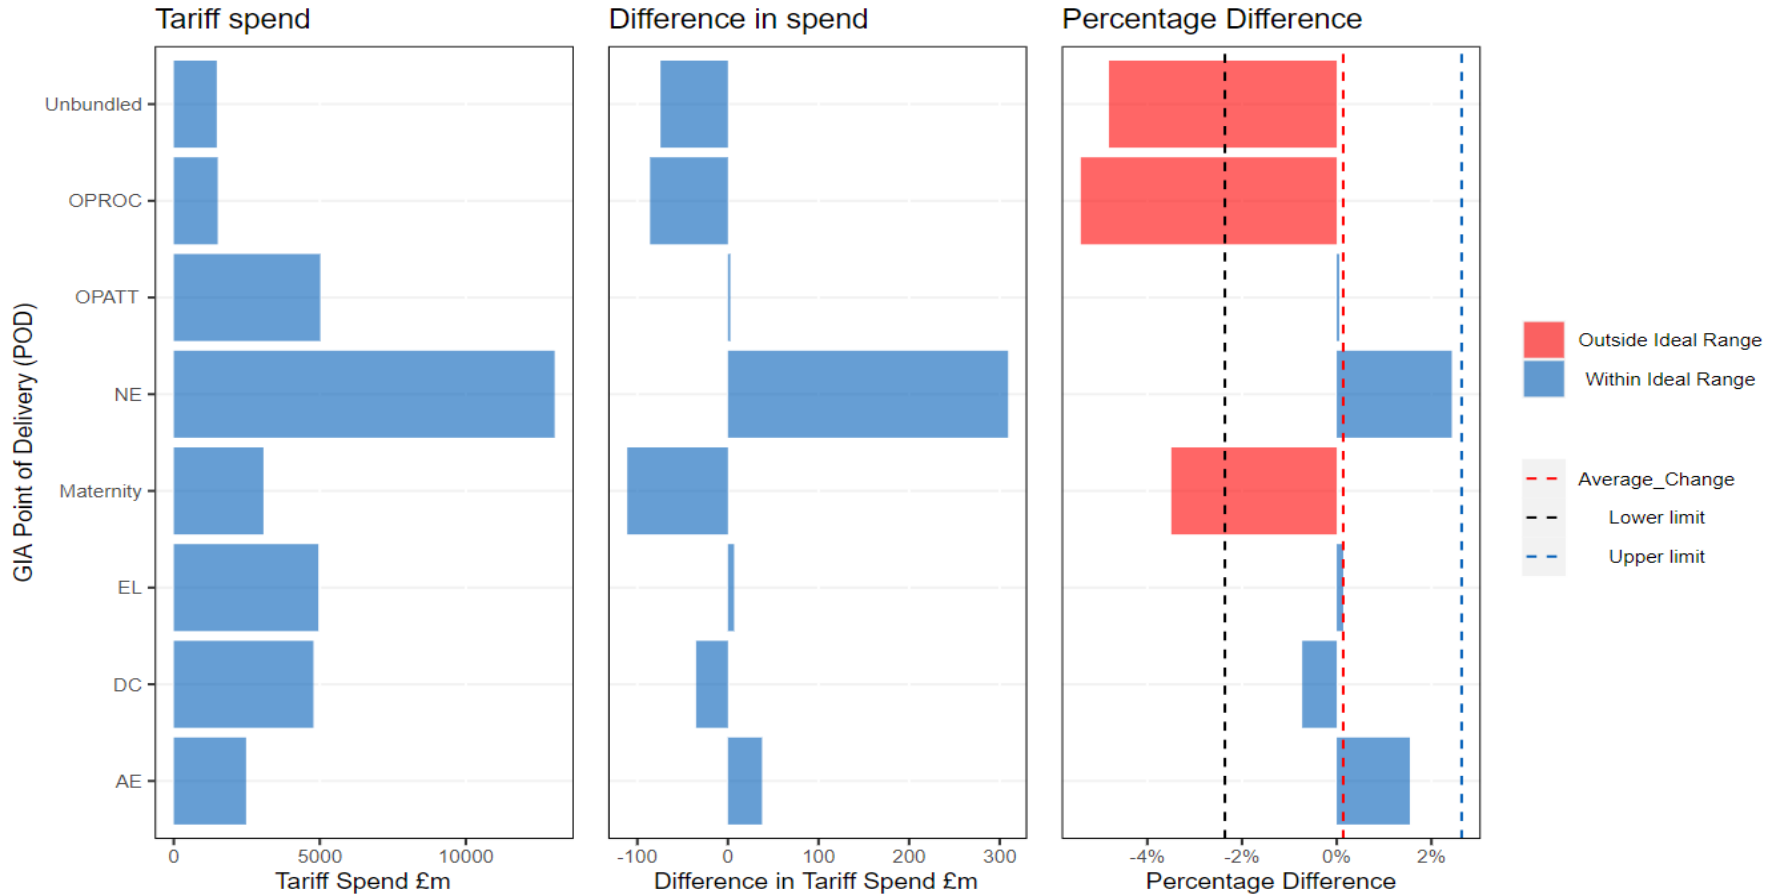 Tariff spend
Difference in spend
Percentage Difference
GIA Point of Delivery (POD)
Unbundled
OPROC
OPATT
NE
Maternity
EL
DC
AE
0 5000 10000
-100 0 100 200 300
-4% -2% 0% 2%
Tariff Spend £m
Difference in Tariff Spend £m
Percentage Difference
Outside Ideal Range
Within Ideal Range
Average_Change
Lower limit
Upper limit